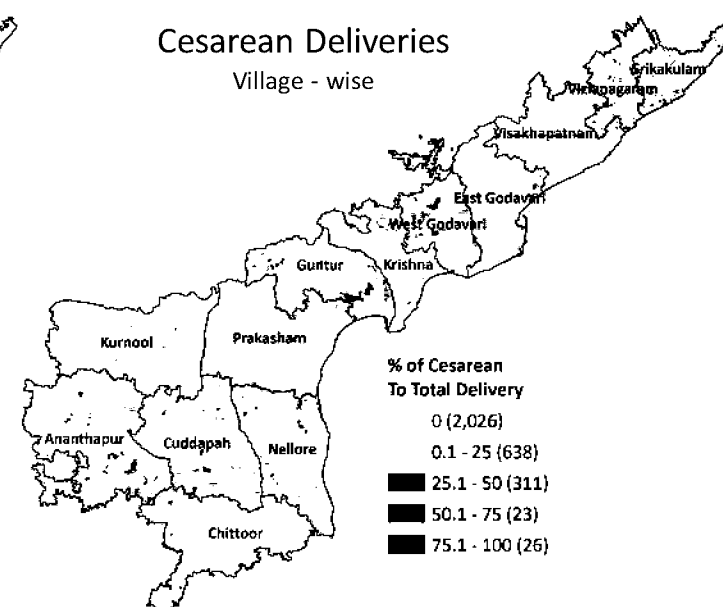 Cesarean Deliveries
Village - wise
Srikakulam
Vizianagaram
Visakhapatnam
East Godavari
West Godavari
Guntur
Krishna
Kurnool
Prakasham
Ananthapur
Cuddapah
Nellore
Chittoor
% of Cesarean
To Total Delivery
0 (2,026)
0.1 - 25 (638)
25.1 - 50 (311)
50.1 - 75 (23)
75.1 - 100 (26)